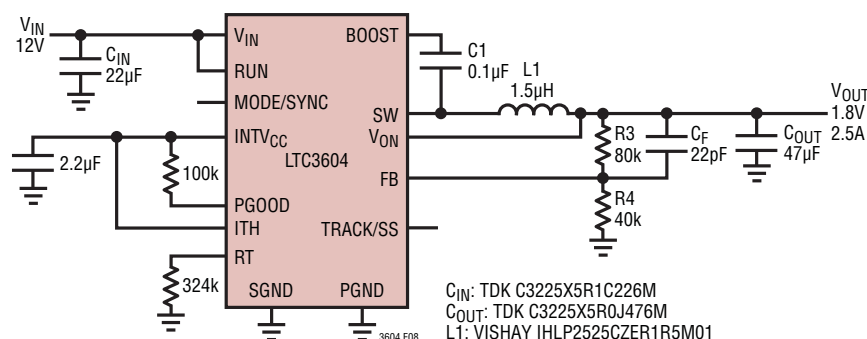 VIN
12V
CIN
22µF
2.2µF
100k
324k
VIN
RUN
MODE/SYNC
INTVCC
PGOOD
ITH
RT
SGND
PGND
LTC3604
BOOST
SW
VON
FB
TRACK/SS
C1
0.1µF
L1
1.5µH
R3
80k
R4
40k
CF
22pF
COUT
47µF
VOUT
1.8V
2.5A
3604 F08
CIN: TDK C3225X5R1C226M
COUT: TDK C3225X5R0J476M
L1: VISHAY IHLP2525CZER1R5M01